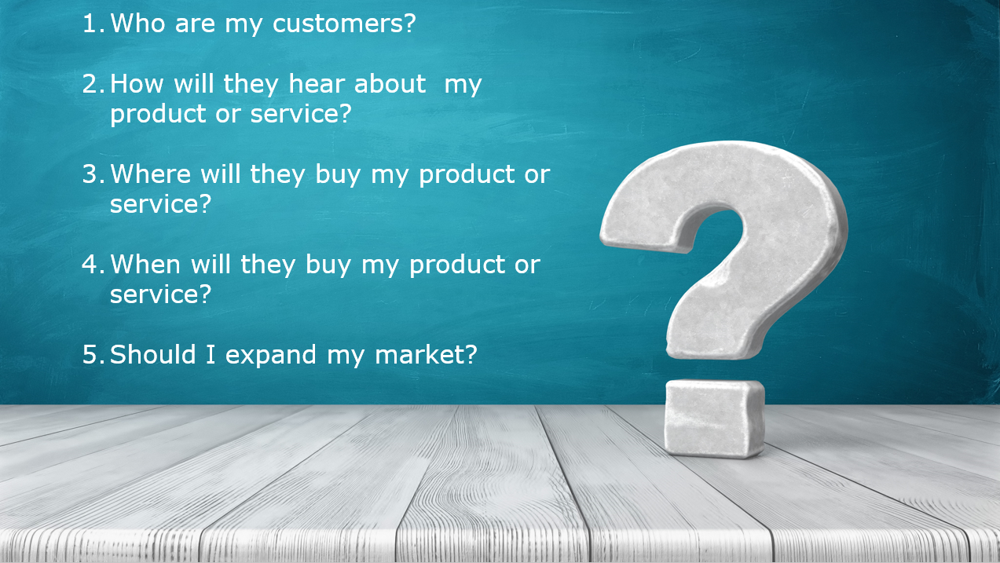 1. Who are my customers?
2. How will they hear about  my
product or service?
3. Where will they buy my product or
service?
4. When will they buy my product or
service?
5. Should I expand my market?